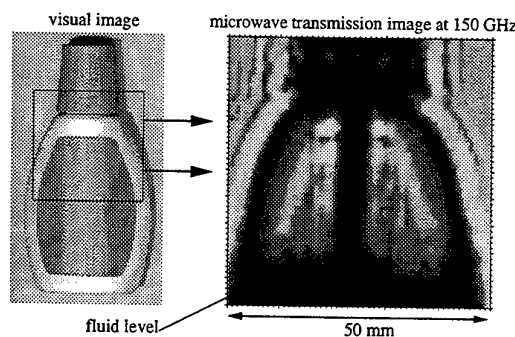 visual image
microwave transmission image at 150 GHz
fluid level
50 mm